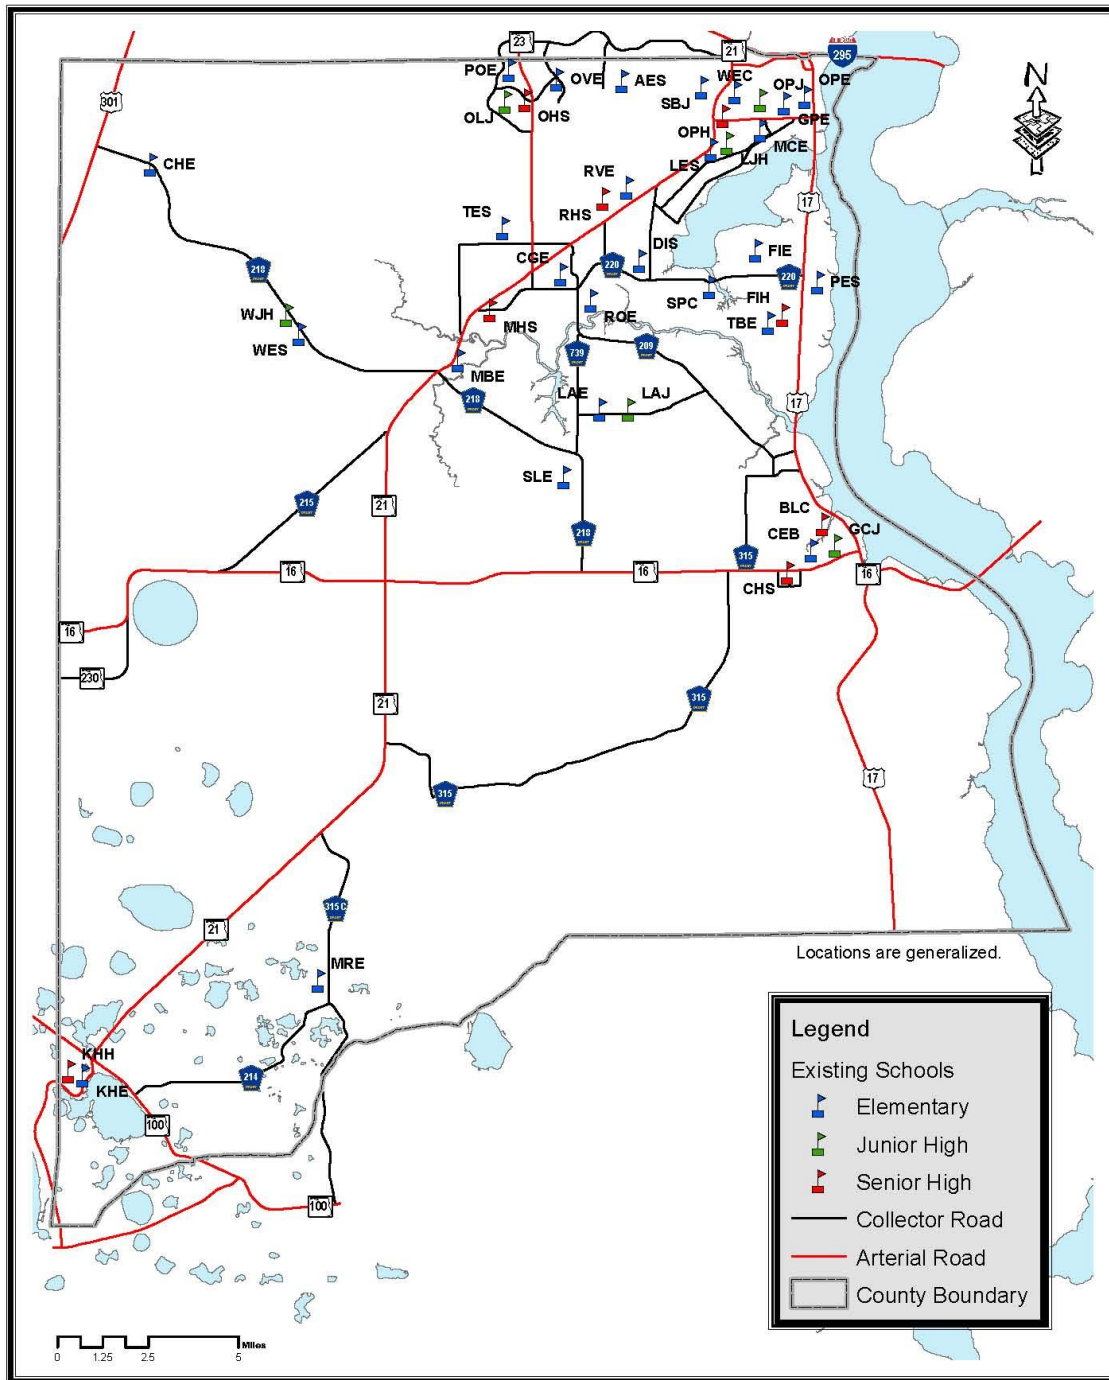 23
21
295
N
301
POE
OVE
AES
WEC
OPJ
OPE
SBJ
OLJ
OHS
OPH
GPE
MCE
LES
LJH
CHE
RVE
17
TES
RHS
DIS
FIE
218
CGE
220
220
PES
WJH
MHS
ROE
SPC
FIH
TBE
WES
739
209
MBE
218
LAE
LAJ
17
SLE
215
21
218
BLC
GCJ
CEB
315
16
16
CHS
16
16
230
21
315
17
315
315 C
21
MRE
Locations are generalized.
Legend
Existing Schools
Elementary
Junior High
Senior High
Collector Road
Arterial Road
County Boundary
KHH
KHE
214
100
100
Miles
0 1.25 2.5 5